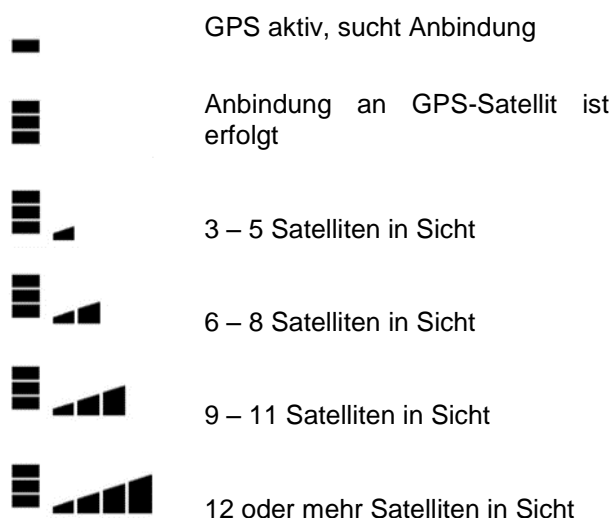 GPS aktiv, sucht Anbindung
Anbindung an GPS-Satellit ist
erfolgt
3 – 5 Satelliten in Sicht
6 – 8 Satelliten in Sicht
9 – 11 Satelliten in Sicht
12 oder mehr Satelliten in Sicht